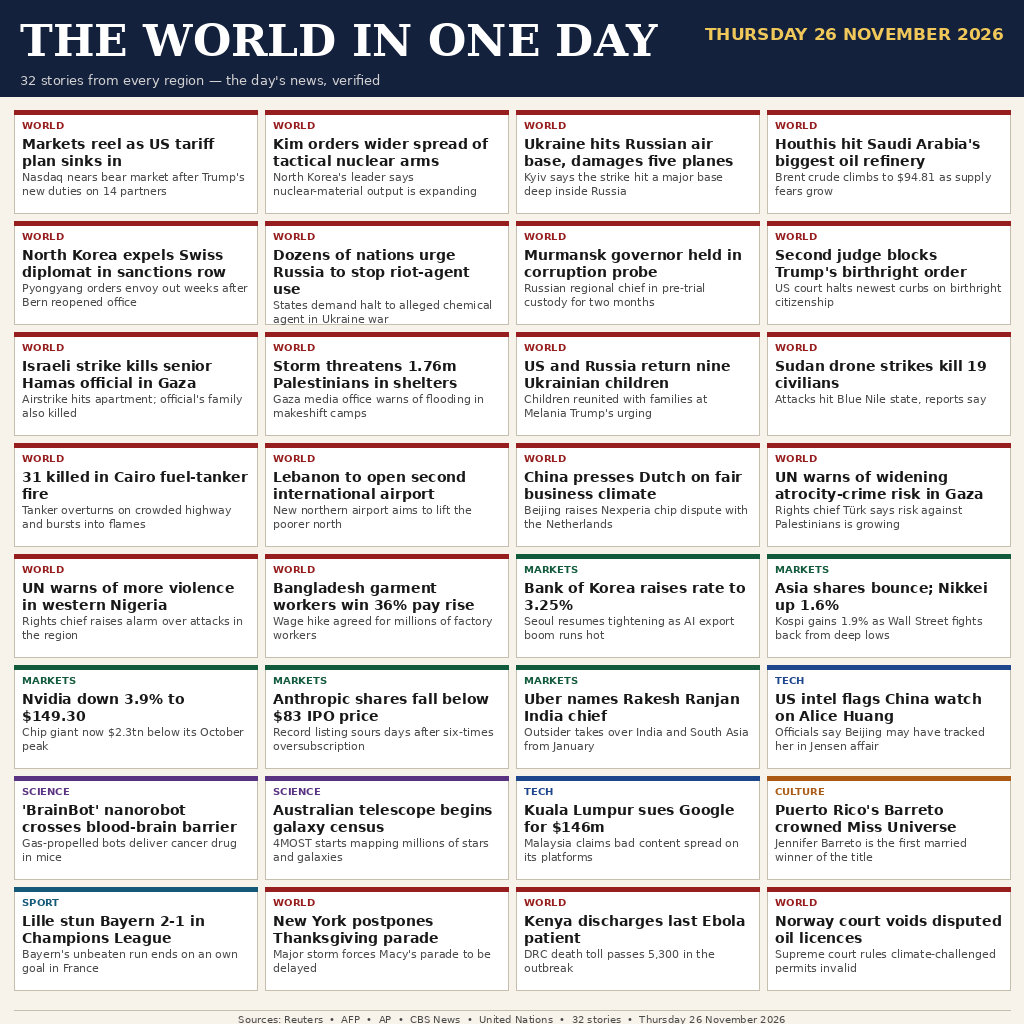 THE WORLD IN ONE DAY
THURSDAY 26 NOVEMBER 2026
32 stories from every region — the day's news, verified
WORLD
Markets reel as US tariff
plan sinks in
Nasdaq nears bear market after Trump's
new duties on 14 partners
WORLD
Kim orders wider spread of
tactical nuclear arms
North Korea's leader says
nuclear-material output is expanding
WORLD
Ukraine hits Russian air
base, damages five planes
Kyiv says the strike hit a major base
deep inside Russia
WORLD
Houthis hit Saudi Arabia's
biggest oil refinery
Brent crude climbs to $94.81 as supply
fears grow
WORLD
North Korea expels Swiss
diplomat in sanctions row
Pyongyang orders envoy out weeks after
Bern reopened office
WORLD
Dozens of nations urge
Russia to stop riot-agent
use
States demand halt to alleged chemical
agent in Ukraine war
WORLD
Murmansk governor held in
corruption probe
Russian regional chief in pre-trial
custody for two months
WORLD
Second judge blocks
Trump's birthright order
US court halts newest curbs on birthright
citizenship
WORLD
Israeli strike kills senior
Hamas official in Gaza
Airstrike hits apartment; official's family
also killed
WORLD
Storm threatens 1.76m
Palestinians in shelters
Gaza media office warns of flooding in
makeshift camps
WORLD
US and Russia return nine
Ukrainian children
Children reunited with families at
Melania Trump's urging
WORLD
Sudan drone strikes kill 19
civilians
Attacks hit Blue Nile state, reports say
WORLD
31 killed in Cairo fuel-tanker
fire
Tanker overturns on crowded highway
and bursts into flames
WORLD
Lebanon to open second
international airport
New northern airport aims to lift the
poorer north
WORLD
China presses Dutch on fair
business climate
Beijing raises Nexperia chip dispute with
the Netherlands
WORLD
UN warns of widening
atrocity-crime risk in Gaza
Rights chief Türk says risk against
Palestinians is growing
WORLD
UN warns of more violence
in western Nigeria
Rights chief raises alarm over attacks in
the region
WORLD
Bangladesh garment
workers win 36% pay rise
Wage hike agreed for millions of factory
workers
MARKETS
Bank of Korea raises rate to
3.25%
Seoul resumes tightening as AI export
boom runs hot
MARKETS
Asia shares bounce; Nikkei
up 1.6%
Kospi gains 1.9% as Wall Street fights
back from deep lows
MARKETS
Nvidia down 3.9% to
$149.30
Chip giant now $2.3tn below its October
peak
MARKETS
Anthropic shares fall below
$83 IPO price
Record listing sours days after six-times
oversubscription
MARKETS
Uber names Rakesh Ranjan
India chief
Outsider takes over India and South Asia
from January
TECH
US intel flags China watch
on Alice Huang
Officials say Beijing may have tracked
her in Jensen affair
SCIENCE
'BrainBot' nanorobot
crosses blood-brain barrier
Gas-propelled bots deliver cancer drug
in mice
SCIENCE
Australian telescope begins
galaxy census
4MOST starts mapping millions of stars
and galaxies
TECH
Kuala Lumpur sues Google
for $146m
Malaysia claims bad content spread on
its platforms
CULTURE
Puerto Rico's Barreto
crowned Miss Universe
Jennifer Barreto is the first married
winner of the title
SPORT
Lille stun Bayern 2-1 in
Champions League
Bayern's unbeaten run ends on an own
goal in France
WORLD
New York postpones
Thanksgiving parade
Major storm forces Macy's parade to be
delayed
WORLD
Kenya discharges last Ebola
patient
DRC death toll passes 5,300 in the
outbreak
WORLD
Norway court voids disputed
oil licences
Supreme court rules climate-challenged
permits invalid
Sources: Reuters • AFP • AP • CBS News • United Nations • 32 stories • Thursday 26 November 2026